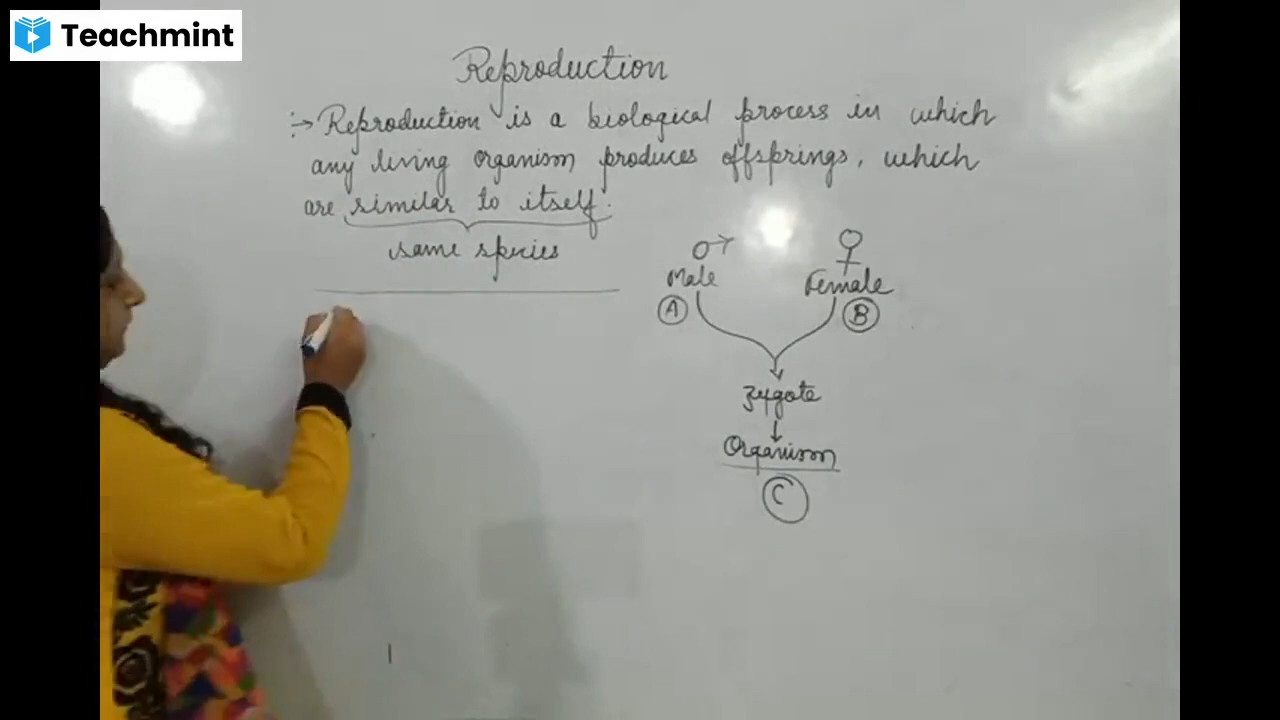 Teachmint
Reproduction
:→ Reproduction is a biological process in which
any living organism produces offsprings, which
are similar to itself.
same species
♂ ♀
Male Female
A B
↓
Zygote
↓
Organism
C